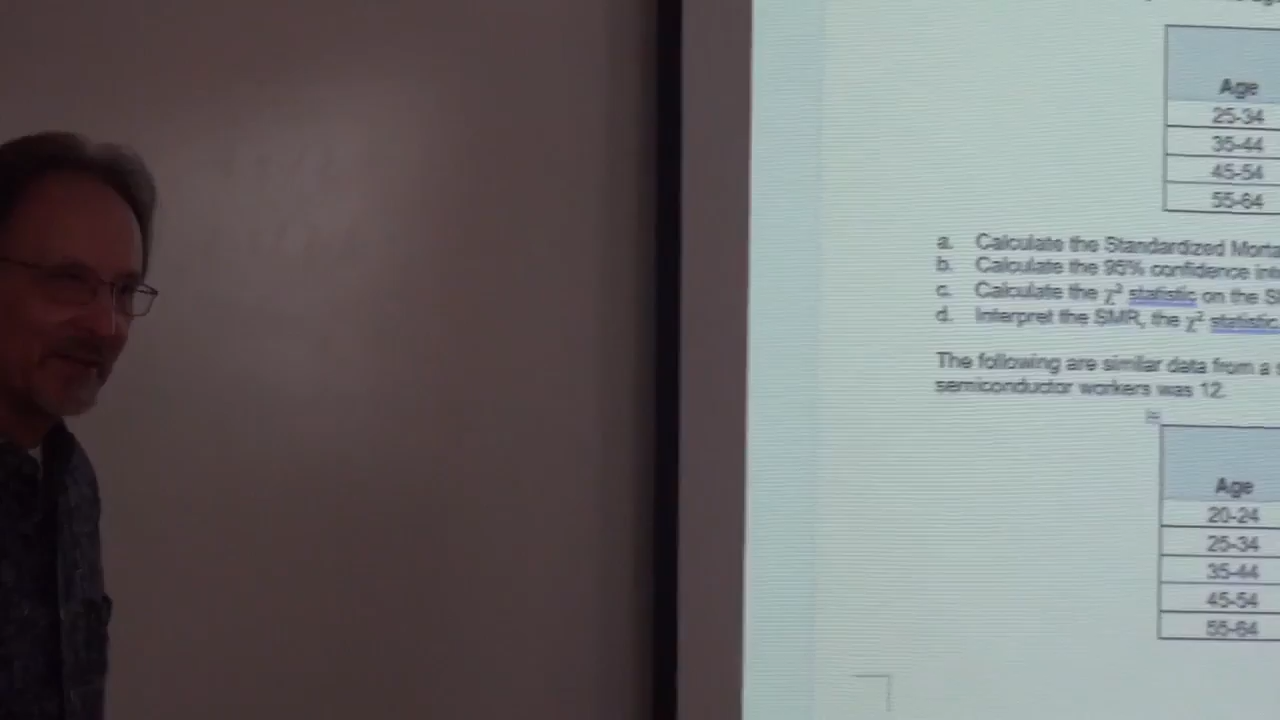 Age
25-34
35-44
45-54
55-64
a. Calculate the Standardized
b. Calculate the 95% confidence
c. Calculate the χ² statistic on the
d. Interpret the SMR, the χ² statistic
The following are similar data from a
semiconductor workers was 12.
Age
20-24
25-34
35-44
45-54
55-64